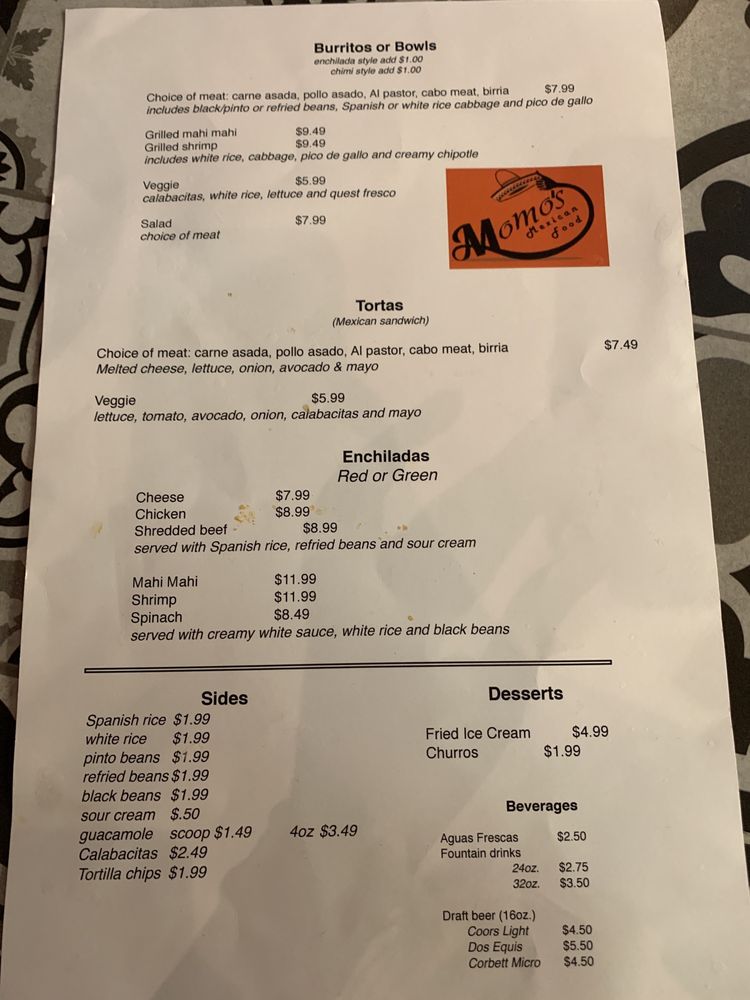 Burritos or Bowls
enchilada style add $1.00
chimi style add $1.00
Choice of meat: carne asada, pollo asado, Al pastor, cabo meat, birria $7.99
includes black/pinto or refried beans, Spanish or white rice cabbage and pico de gallo
Grilled mahi mahi $9.49
Grilled shrimp $9.49
includes white rice, cabbage, pico de gallo and creamy chipotle
Veggie $5.99
calabacitas, white rice, lettuce and quest fresco
Salad $7.99
choice of meat
Momo's
Mexican
Food
Tortas
(Mexican sandwich)
Choice of meat: carne asada, pollo asado, Al pastor, cabo meat, birria $7.49
Melted cheese, lettuce, onion, avocado & mayo
Veggie $5.99
lettuce, tomato, avocado, onion, calabacitas and mayo
Enchiladas
Red or Green
Cheese $7.99
Chicken $8.99
Shredded beef $8.99
served with Spanish rice, refried beans and sour cream
Mahi Mahi $11.99
Shrimp $11.99
Spinach $8.49
served with creamy white sauce, white rice and black beans
Sides
Spanish rice $1.99
white rice $1.99
pinto beans $1.99
refried beans $1.99
black beans $1.99
sour cream $.50
guacamole scoop $1.49 4oz $3.49
Calabacitas $2.49
Tortilla chips $1.99
Desserts
Fried Ice Cream $4.99
Churros $1.99
Beverages
Aguas Frescas $2.50
Fountain drinks
24oz. $2.75
32oz. $3.50
Draft beer (16oz.)
Coors Light $4.50
Dos Equis $5.50
Corbett Micro $4.50